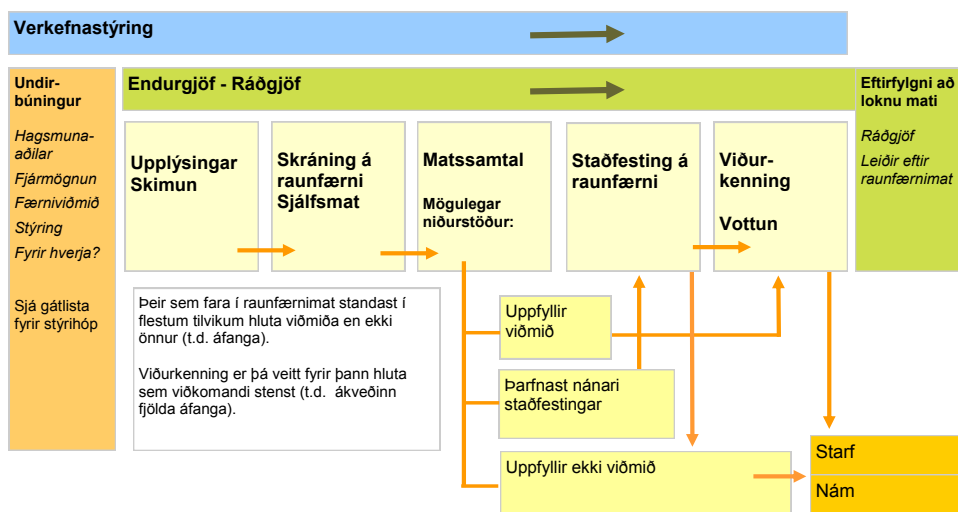 Verkefnastýring
Undir-
búningur
Hagsmuna-
aðilar
Fjármögnun
Færniviðmið
Stýring
Fyrir hverja?
Sjá gátlista
fyrir stýrihóp
Endurgjöf - Ráðgjöf
Upplýsingar
Skimun
Skráning á
raunfærni
Sjálfsmat
Matssamtal
Mögulegar
niðurstöður:
Staðfesting á
raunfærni
Viður-
kenning
Vottun
Eftirfylgni að
loknu mati
Ráðgjöf
Leiðir eftir
raunfærnimat
Þeir sem fara í raunfærnimat standast í
flestum tilvikum hluta viðmiða en ekki
önnur (t.d. áfanga).
Viðurkenning er þá veitt fyrir þann hluta
sem viðkomandi stenst (t.d. ákveðinn
fjölda áfanga).
Uppfyllir
viðmið
Þarfnast nánari
staðfestingar
Uppfyllir ekki viðmið
Starf
Nám